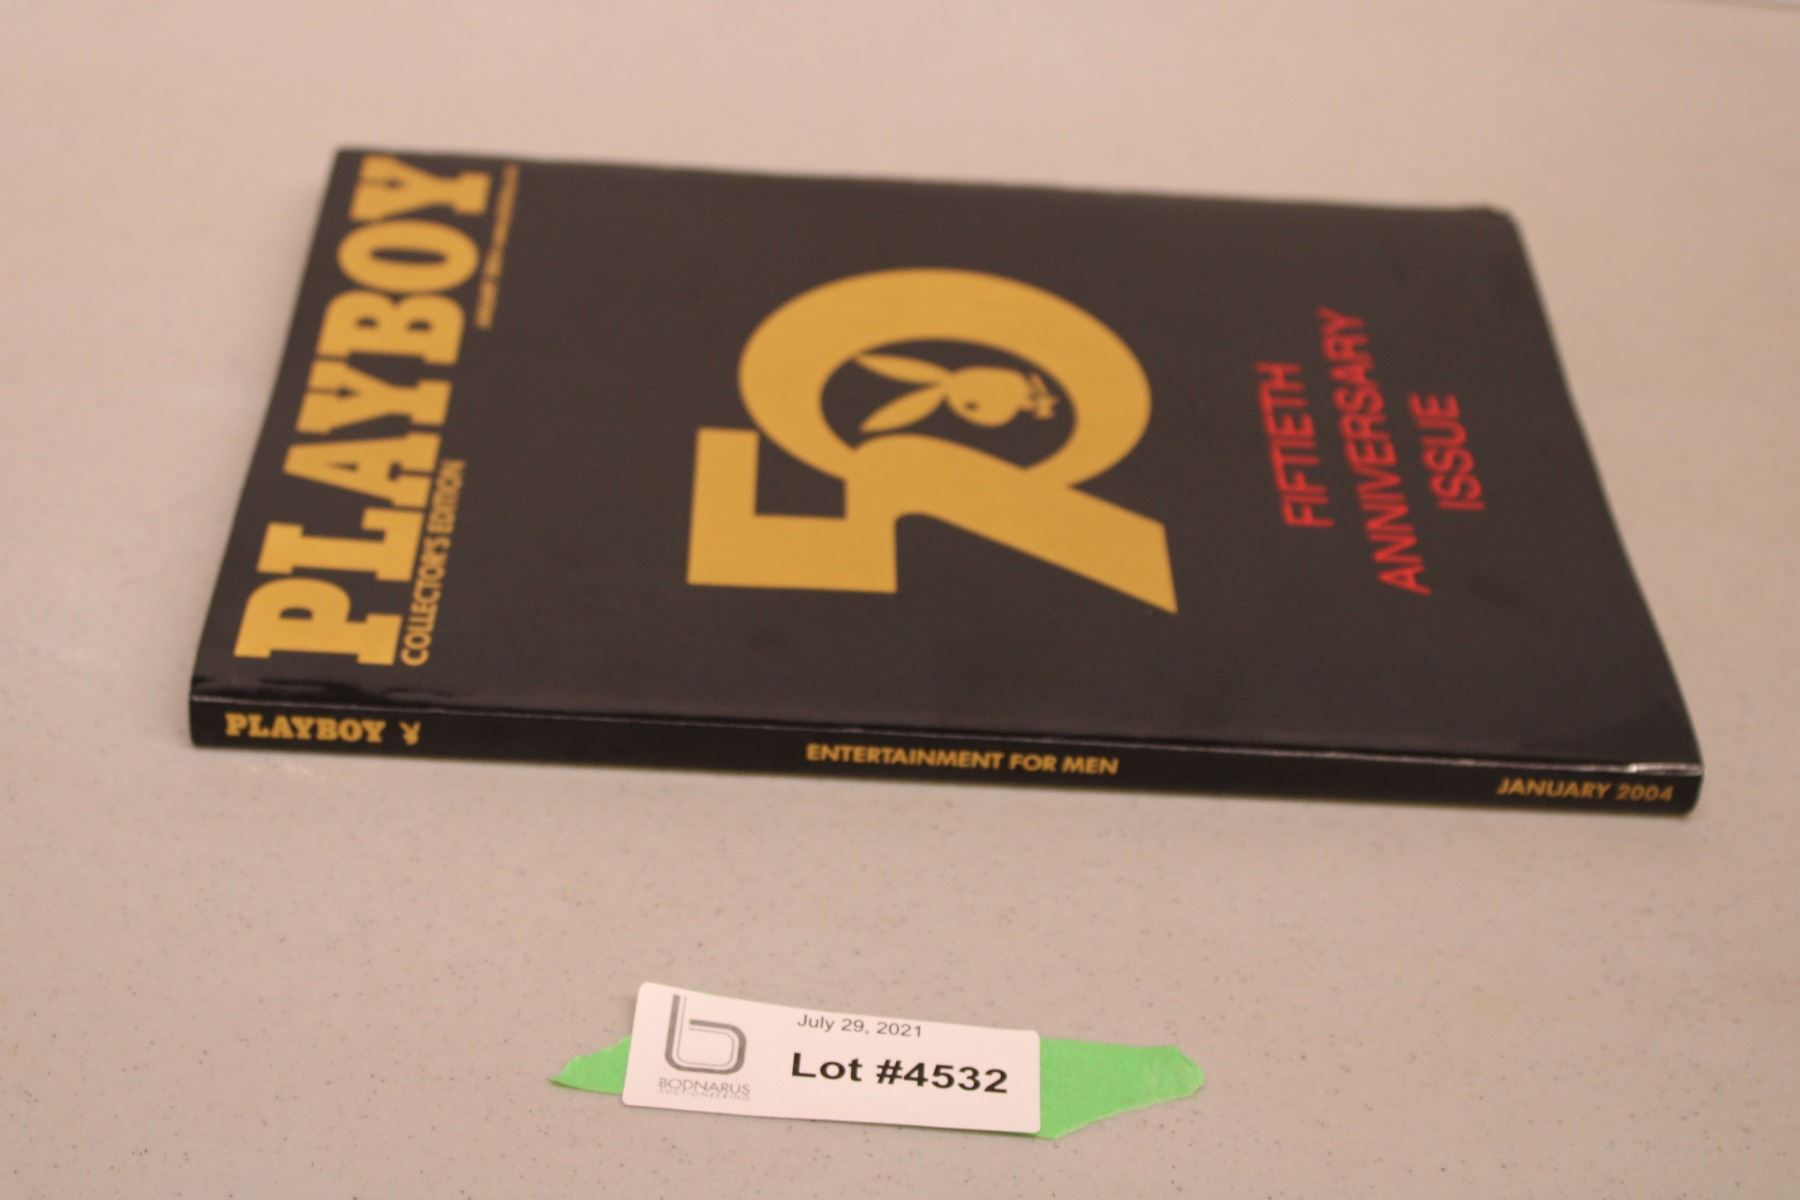 PLAYBOY
COLLECTOR'S EDITION
50
FIFTIETH
ANNIVERSARY
ISSUE
PLAYBOY
ENTERTAINMENT FOR MEN
JANUARY 2004
July 29, 2021
Lot #4532
BODNARUS
AUCTIONEERING